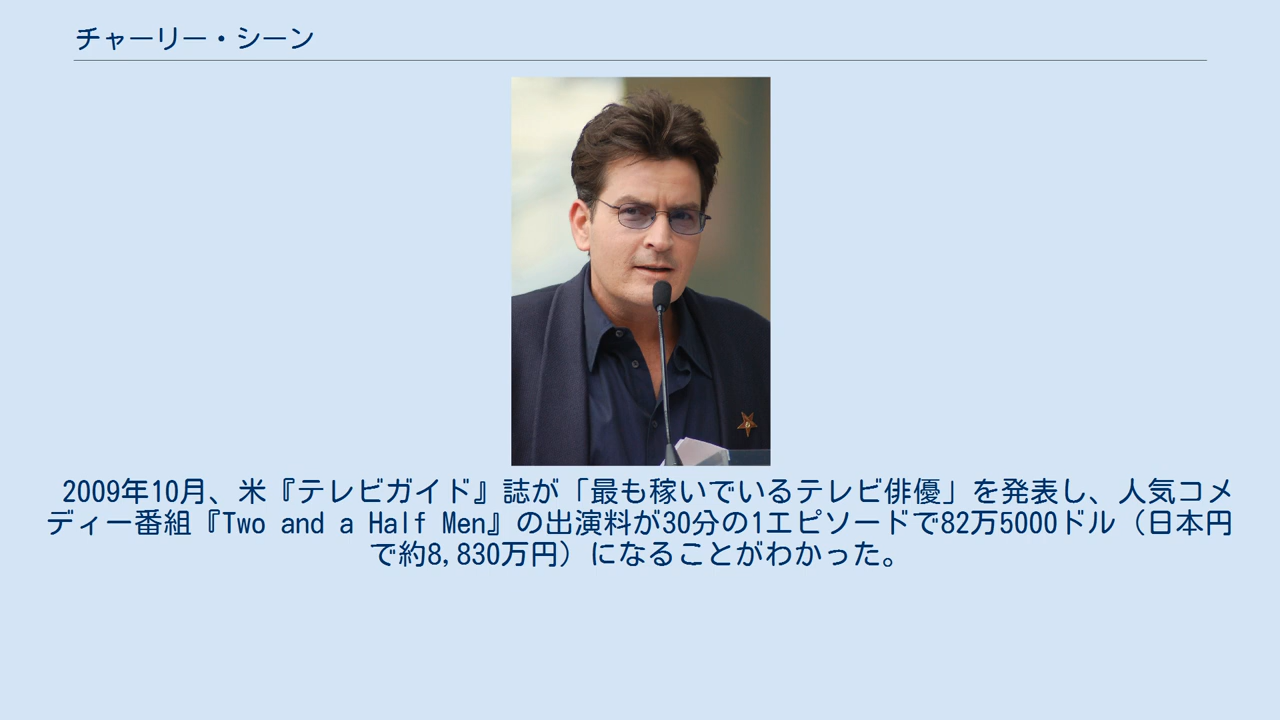 チャーリー・シーン
2009年10月、米『テレビガイド』誌が「最も稼いでいるテレビ俳優」を発表し、人気コメ
ディー番組『Two and a Half Men』の出演料が30分の1エピソードで82万5000ドル（日本円
で約8,830万円）になることがわかった。